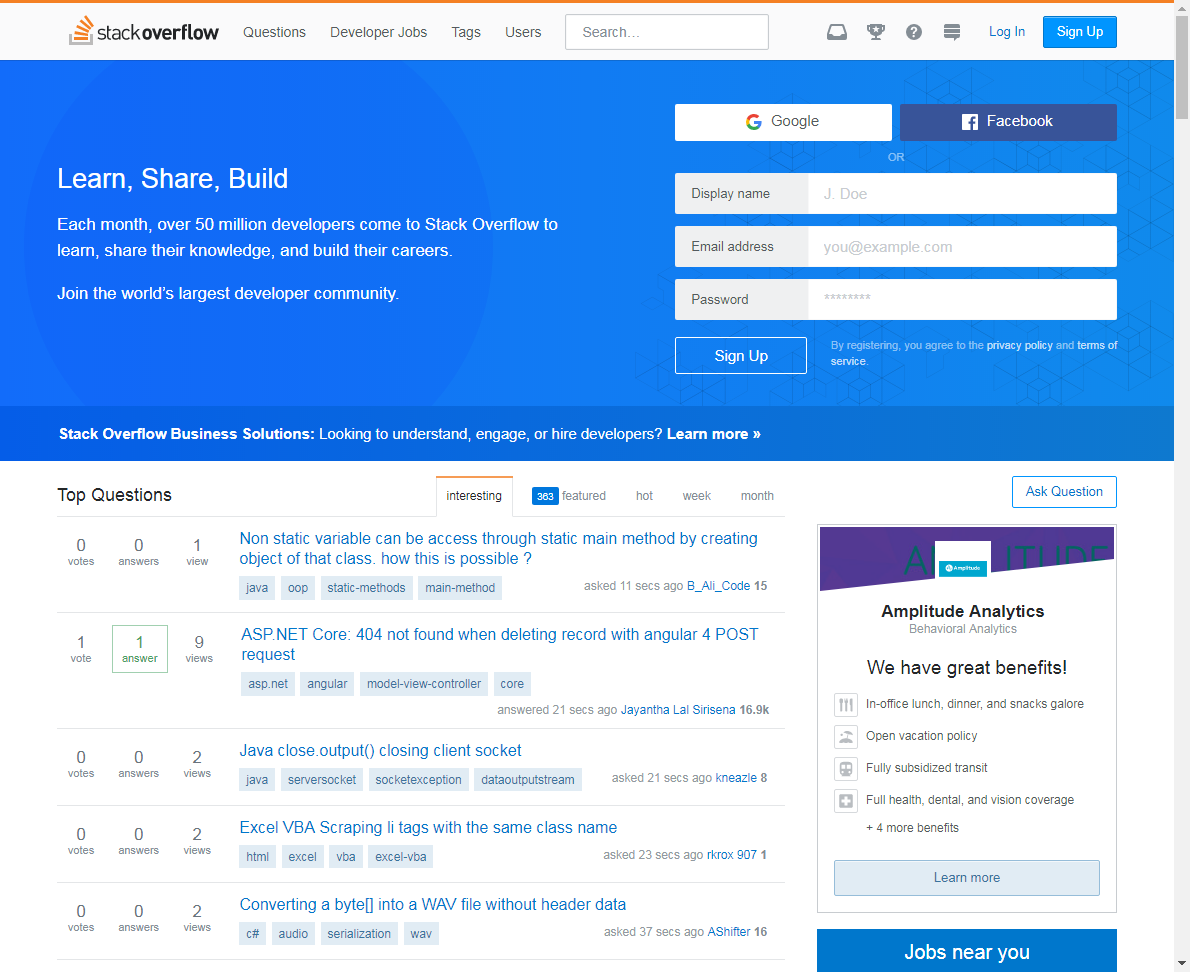 stackoverflow Questions Developer Jobs Tags Users Search… Log In Sign Up
Google Facebook
OR
Learn, Share, Build
Each month, over 50 million developers come to Stack Overflow to
learn, share their knowledge, and build their careers.
Join the world’s largest developer community.
Display name J. Doe
Email address you@example.com
Password ********
Sign Up
By registering, you agree to the privacy policy and terms of
service.
Stack Overflow Business Solutions: Looking to understand, engage, or hire developers? Learn more »
Top Questions interesting 363 featured hot week month
Ask Question
0 votes 0 answers 1 view
Non static variable can be access through static main method by creating
object of that class. how this is possible ?
java oop static-methods main-method
asked 11 secs ago B_Ali_Code 15
1 vote 1 answer 9 views
ASP.NET Core: 404 not found when deleting record with angular 4 POST
request
asp.net angular model-view-controller core
answered 21 secs ago Jayantha Lal Sirisena 16.9k
0 votes 0 answers 2 views
Java close.output() closing client socket
java serversocket socketexception dataoutputstream
asked 21 secs ago kneazle 8
0 votes 0 answers 2 views
Excel VBA Scraping li tags with the same class name
html excel vba excel-vba
asked 23 secs ago rkrox 907 1
0 votes 0 answers 2 views
Converting a byte[] into a WAV file without header data
c# audio serialization wav
asked 37 secs ago AShifter 16
Amplitude
Amplitude Analytics
Behavioral Analytics
We have great benefits!
In-office lunch, dinner, and snacks galore
Open vacation policy
Fully subsidized transit
Full health, dental, and vision coverage
+ 4 more benefits
Learn more
Jobs near you